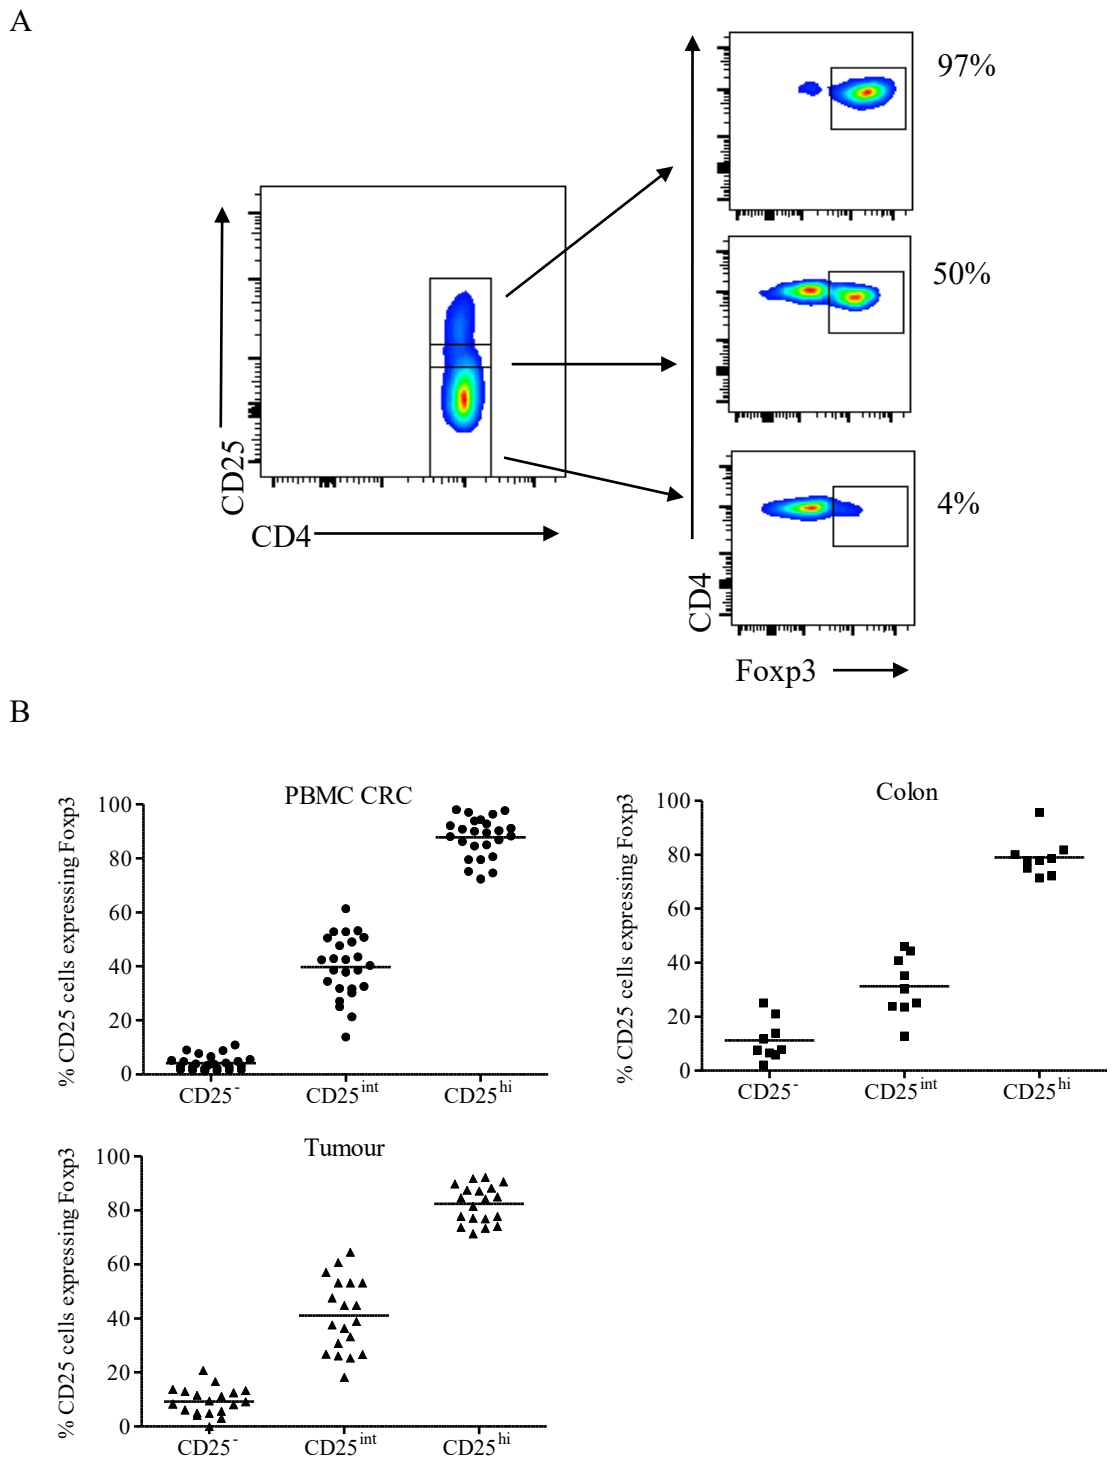 A
97%
50%
4%
CD25
CD4
CD4
Foxp3
B
PBMC CRC
% CD25 cells expressing Foxp3
100
80
60
40
20
0
CD25⁻ CD25ⁱⁿᵗ CD25ʰⁱ
Colon
% CD25 cells expressing Foxp3
100
80
60
40
20
0
CD25⁻ CD25ⁱⁿᵗ CD25ʰⁱ
Tumour
% CD25 cells expressing Foxp3
100
80
60
40
20
0
CD25⁻ CD25ⁱⁿᵗ CD25ʰⁱ